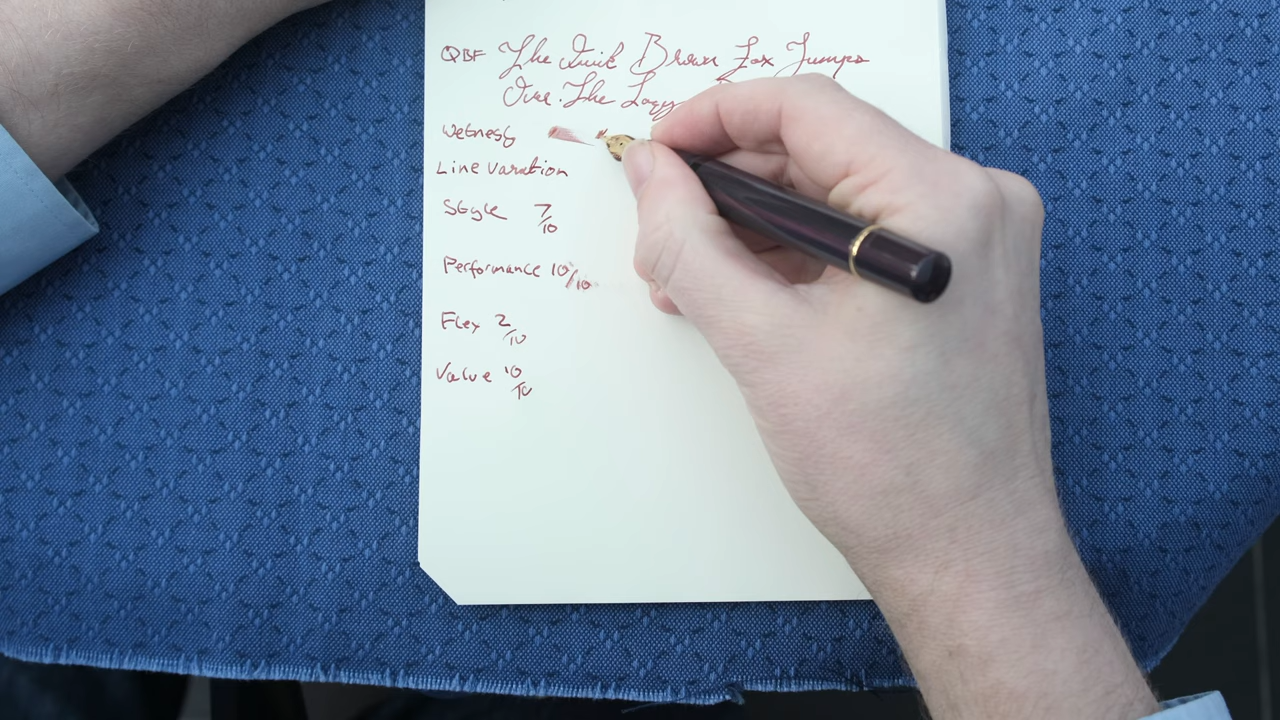 QBF The Quick Brown Fox Jumps
Over The Lazy
Wetness
Line Variation
Style 7/10
Performance 10/10
Flex 2/10
Value 10/10